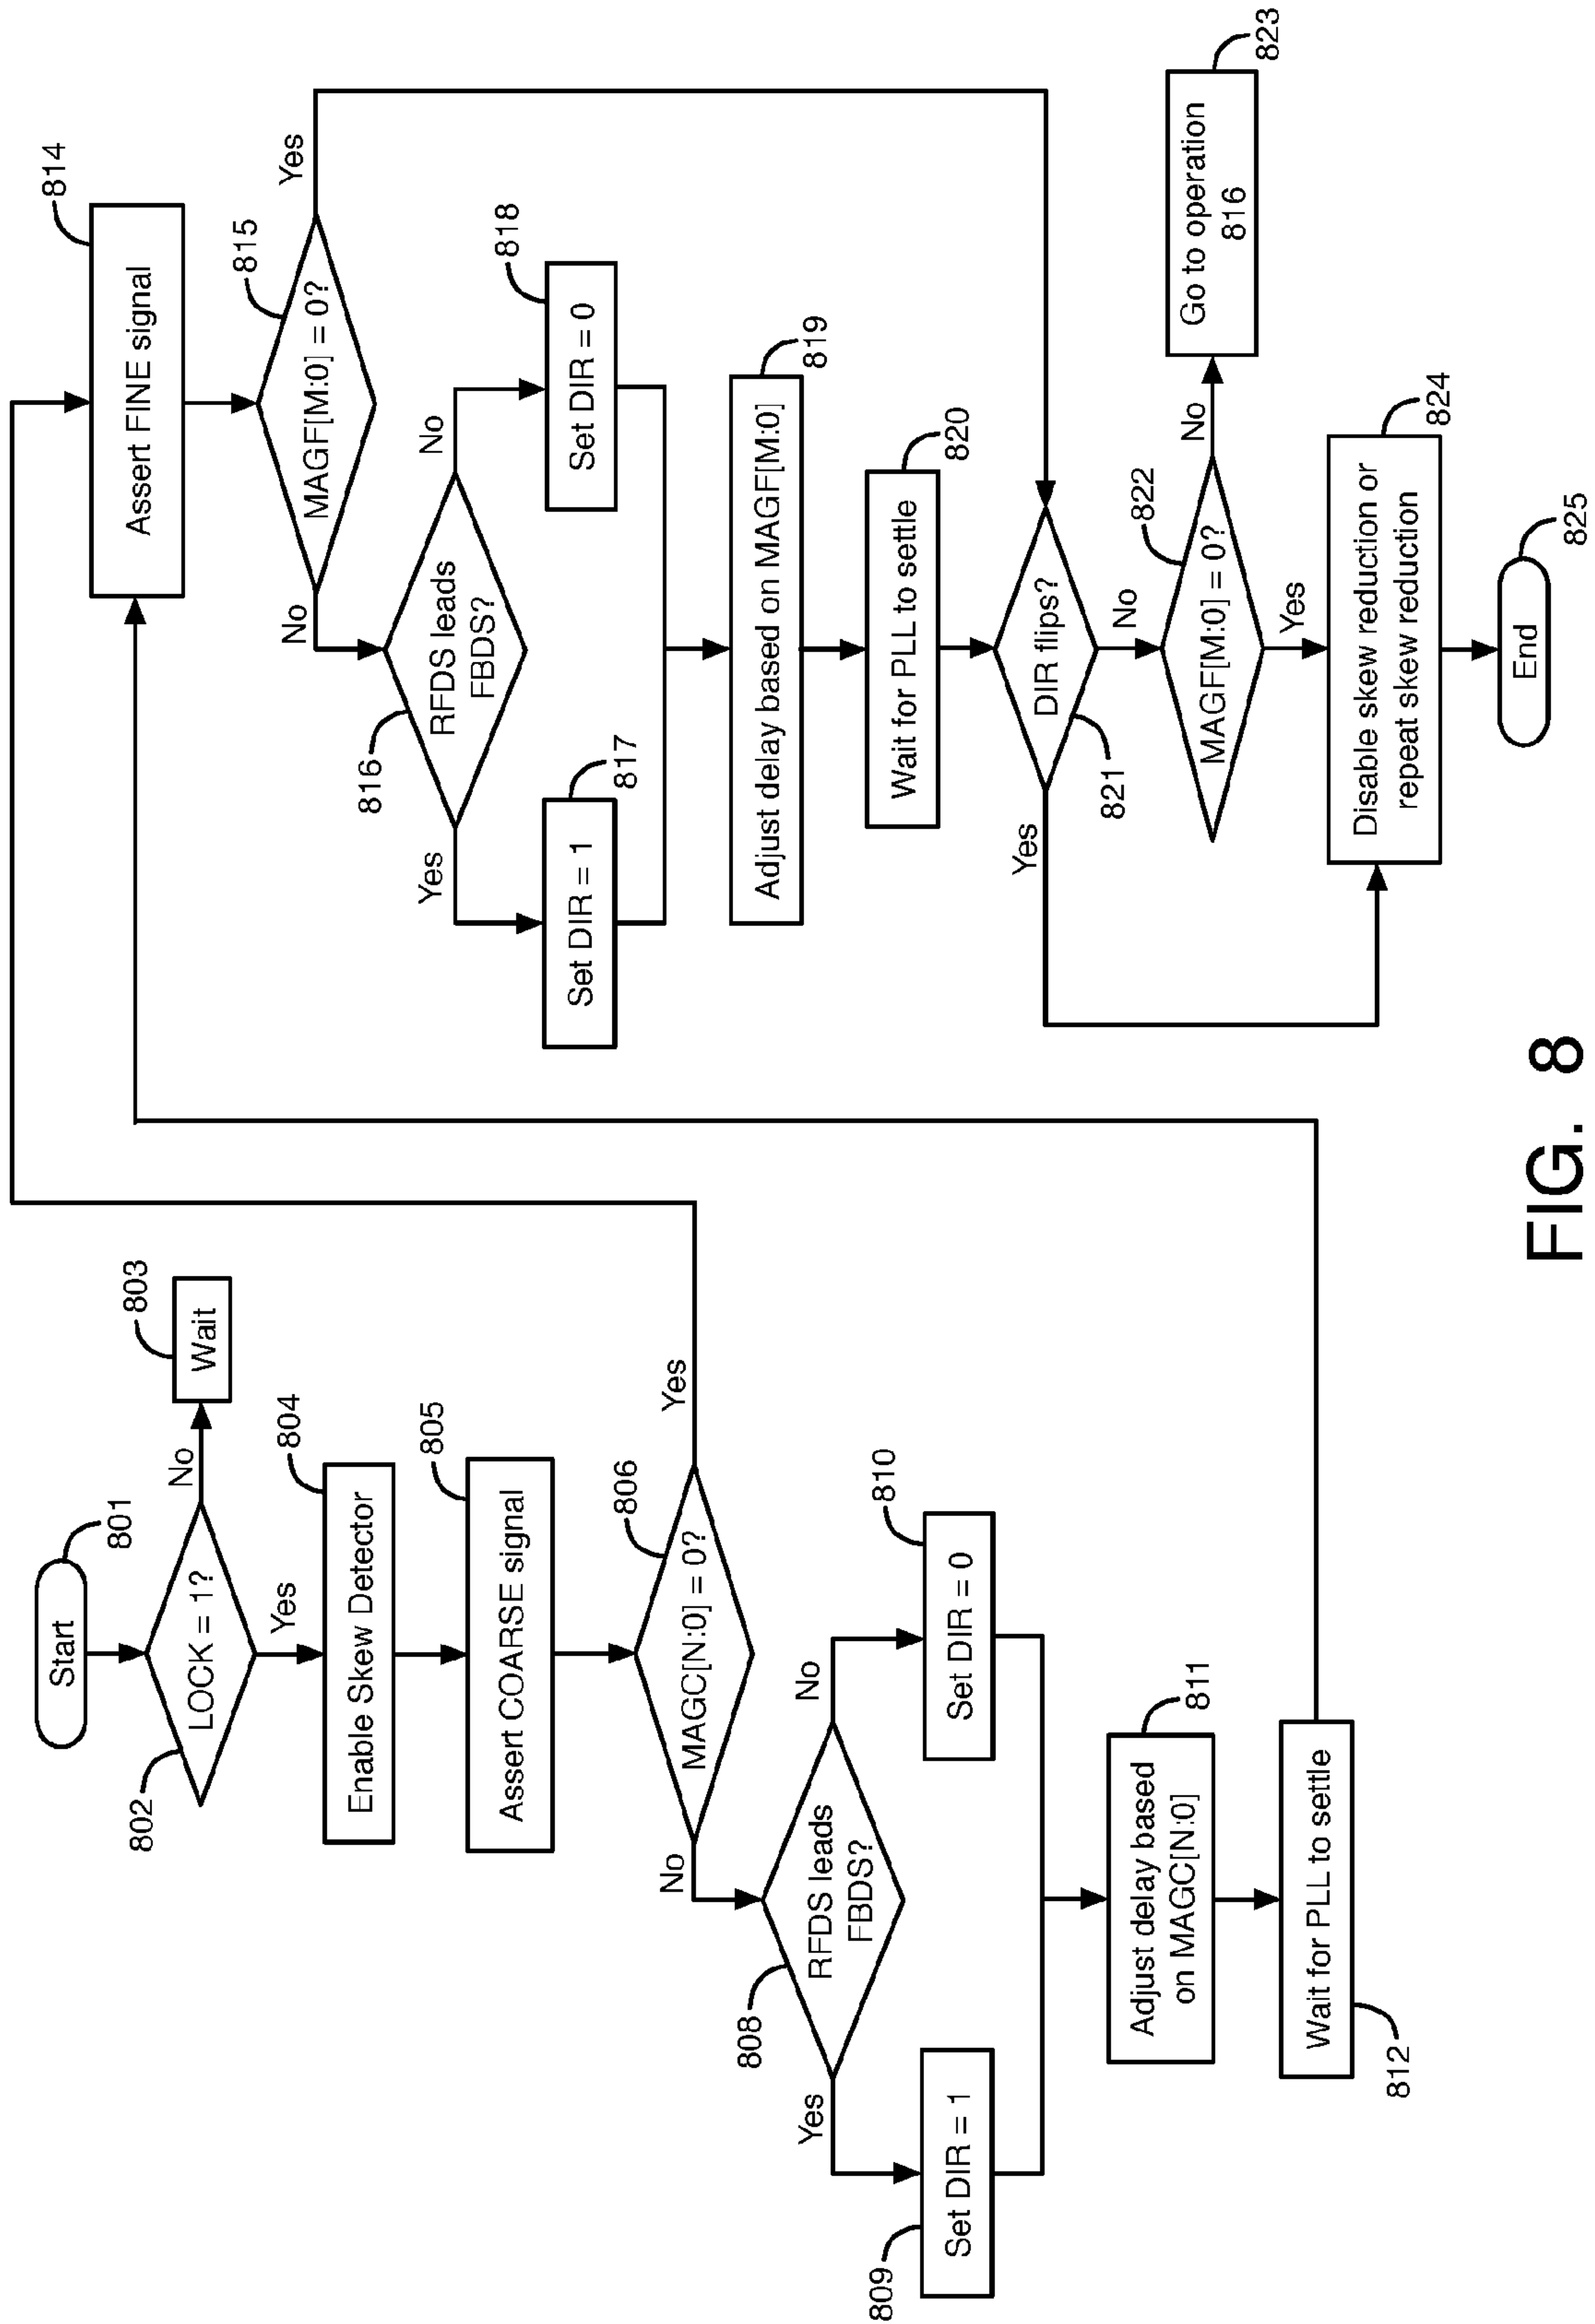 Start
801
LOCK = 1?
802
No
Wait
803
Yes
Enable Skew Detector
804
Assert COARSE signal
805
MAGC[N:0] = 0?
806
Yes
No
RFDS leads
FBDS?
808
Yes
No
Set DIR = 1
809
Set DIR = 0
810
Adjust delay based
on MAGC[N:0]
811
Wait for PLL to settle
812
Assert FINE signal
814
MAGF[M:0] = 0?
815
Yes
No
RFDS leads
FBDS?
816
Yes
No
Set DIR = 1
817
Set DIR = 0
818
Adjust delay based on MAGF[M:0]
819
Wait for PLL to settle
820
DIR flips?
821
Yes
No
MAGF[M:0] = 0?
822
No
Go to operation
816
823
Yes
Disable skew reduction or
repeat skew reduction
824
End
825
FIG. 8